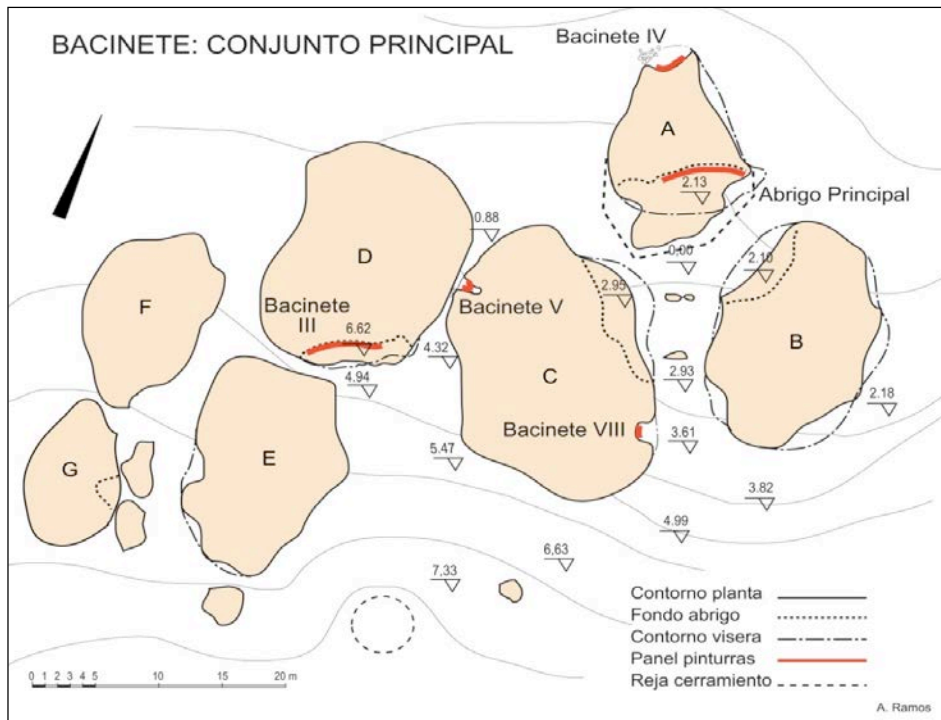 BACINETE: CONJUNTO PRINCIPAL
Bacinete IV
A
2.13
Abrigo Principal
0.88
0,00
2.10
D
F
Bacinete
III
6.62
Bacinete V
2.95
B
4.32
4.94
C
2.93
2.18
Bacinete VIII
3.61
5.47
G
E
3.82
4.99
6,63
7,33
Contorno planta
Fondo abrigo
Contorno visera
Panel pinturras
Reja cerramiento
0 1 2 3 4 5 10 15 20 m
A. Ramos